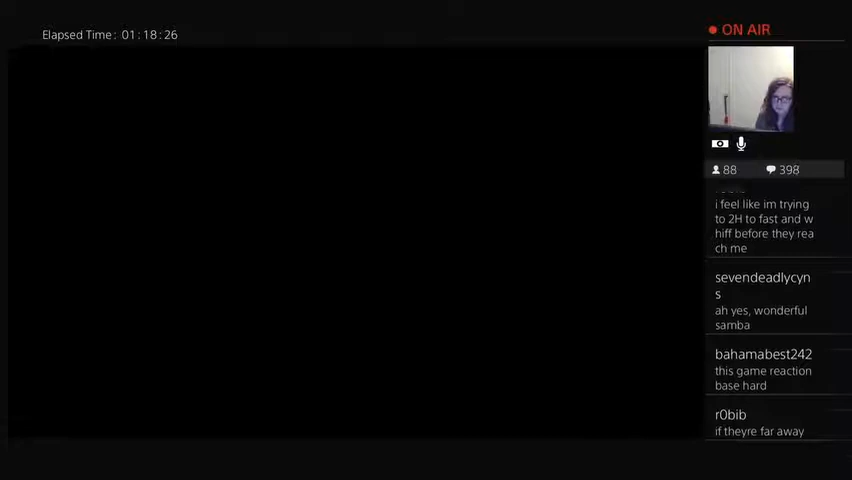 Elapsed Time: 01:18:26
ON AIR
88
398
i feel like im trying
to 2H to fast and w
hiff before they rea
ch me
sevendeadlycyn
s
ah yes, wonderful
samba
bahamabest242
this game reaction
base hard
r0bib
if theyre far away